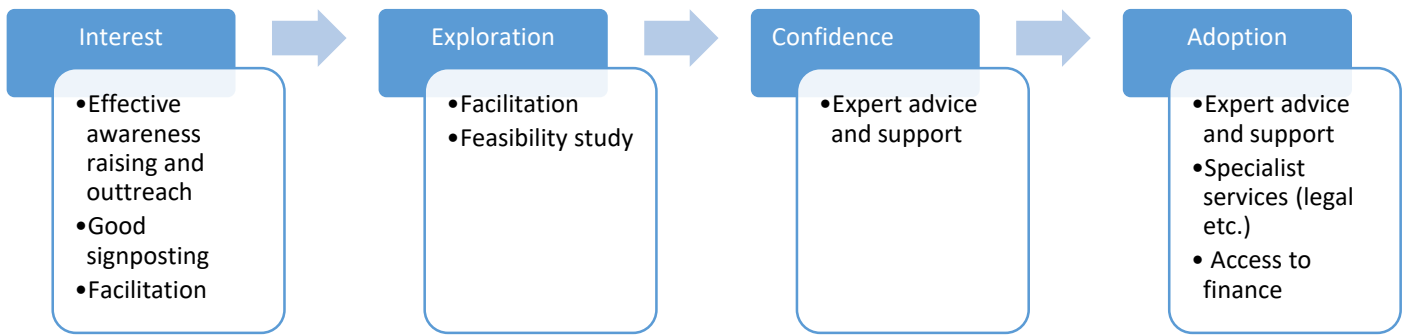 Interest
•Effective
awareness
raising and
outtreach
•Good
signposting
•Facilitation
Exploration
•Facilitation
•Feasibility study
Confidence
•Expert advice
and support
Adoption
•Expert advice
and support
•Specialist
services (legal
etc.)
• Access to
finance